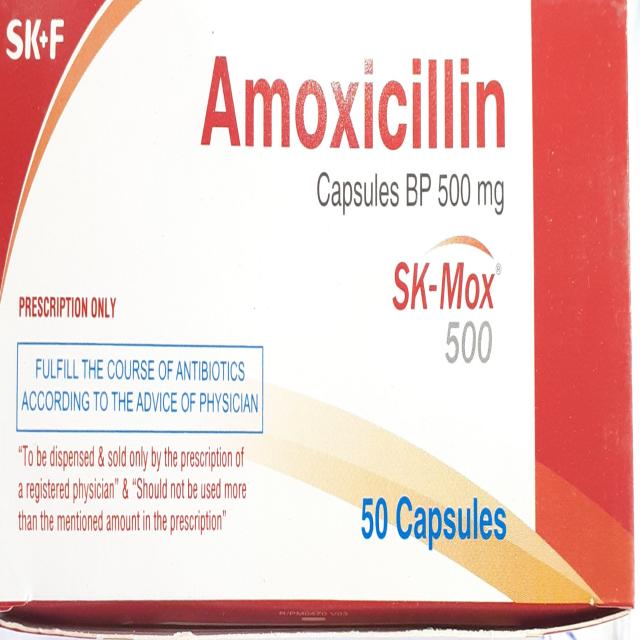 SK+F
Amoxicillin
Capsules BP 500 mg
SK-Mox®
500
PRESCRIPTION ONLY
FULFILL THE COURSE OF ANTIBIOTICS
ACCORDING TO THE ADVICE OF PHYSICIAN
"To be dispensed & sold only by the prescription of
a registered physician" & "Should not be used more
than the mentioned amount in the prescription"
50 Capsules